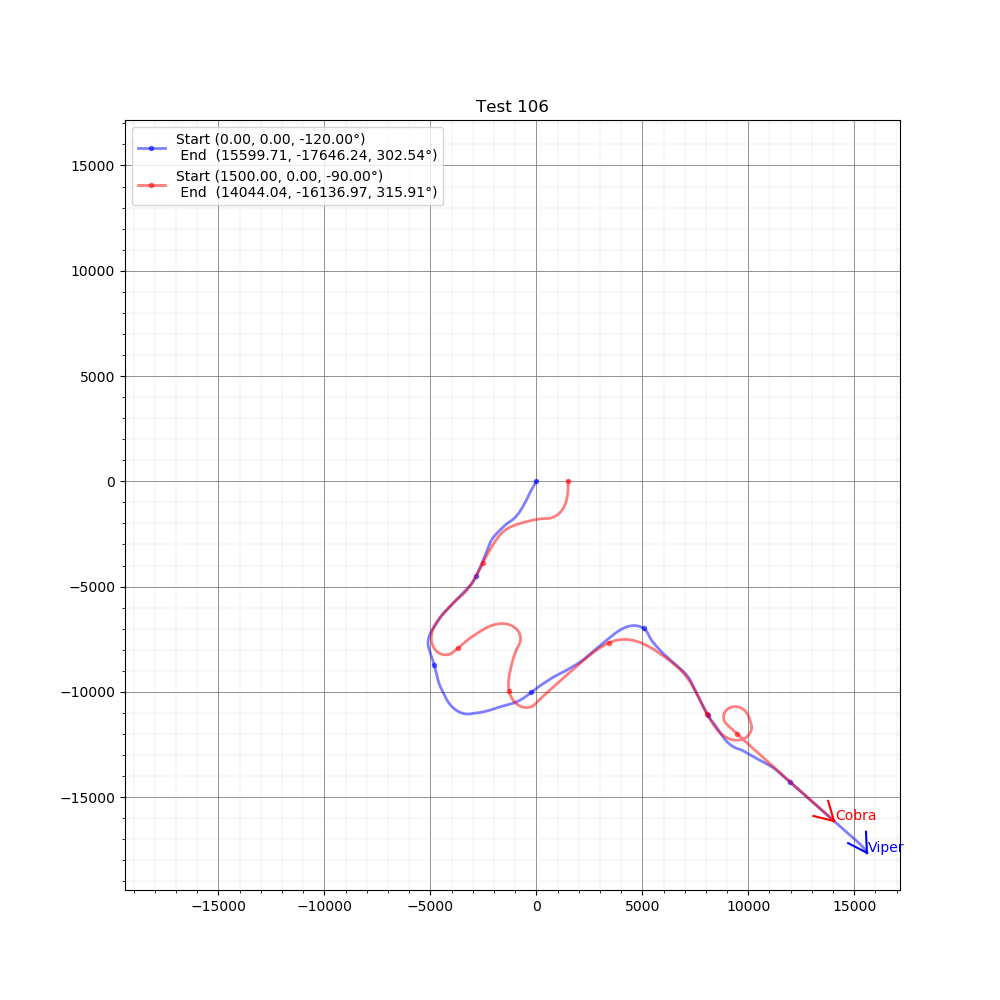 Test 106
Start (0.00, 0.00, -120.00°)
End  (15599.71, -17646.24, 302.54°)
Start (1500.00, 0.00, -90.00°)
End  (14044.04, -16136.97, 315.91°)
15000
10000
5000
0
−5000
−10000
−15000
Cobra
Viper
−15000 −10000 −5000 0 5000 10000 15000